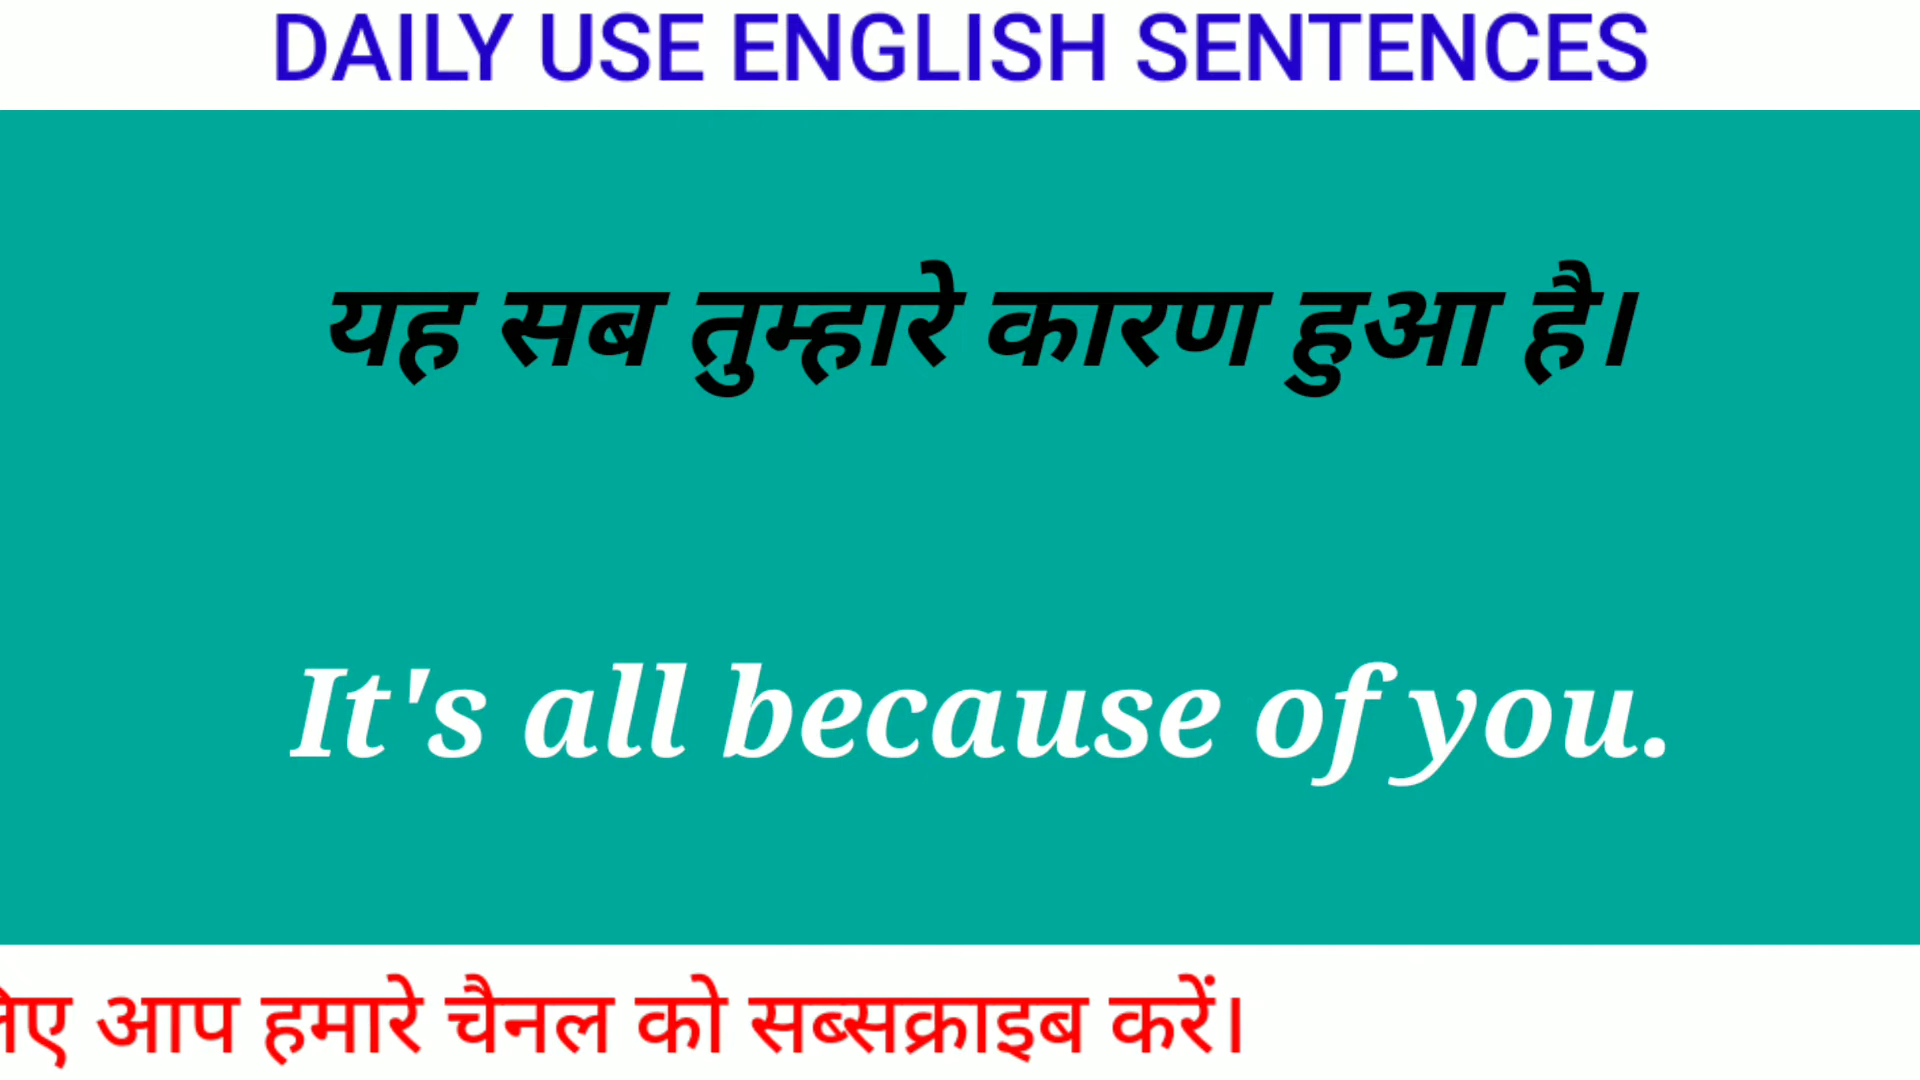 DAILY USE ENGLISH SENTENCES
यह सब तुम्हारे कारण हुआ है।
It's all because of you.
आप हमारे चैनल को सब्सक्राइब करें।